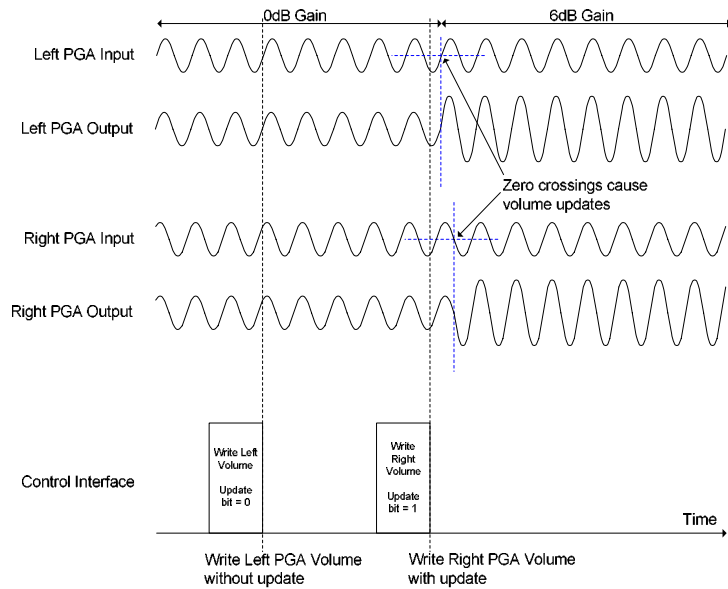 0dB Gain
6dB Gain
Left PGA Input
Left PGA Output
Zero crossings cause
volume updates
Right PGA Input
Right PGA Output
Control Interface
Write Left
Volume
Update
bit = 0
Write
Right
Volume
Update
bit = 1
Time
Write Left PGA Volume
without update
Write Right PGA Volume
with update